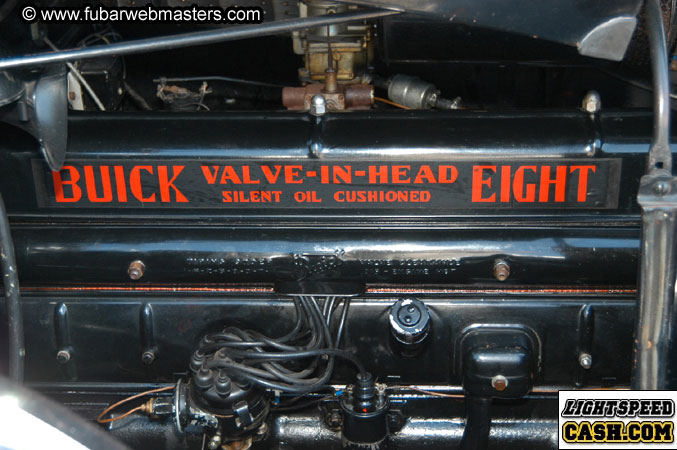 © www.fubarwebmasters.com
BUICK VALVE-IN-HEAD EIGHT
SILENT OIL CUSHIONED
LIGHTSPEED
CASH.COM